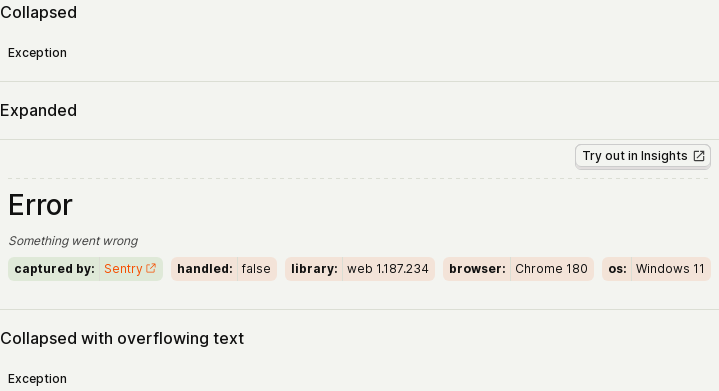 Collapsed
Exception
Expanded
Try out in Insights
Error
Something went wrong
captured by: Sentry handled: false library: web 1.187.234 browser: Chrome 180 os: Windows 11
Collapsed with overflowing text
Exception